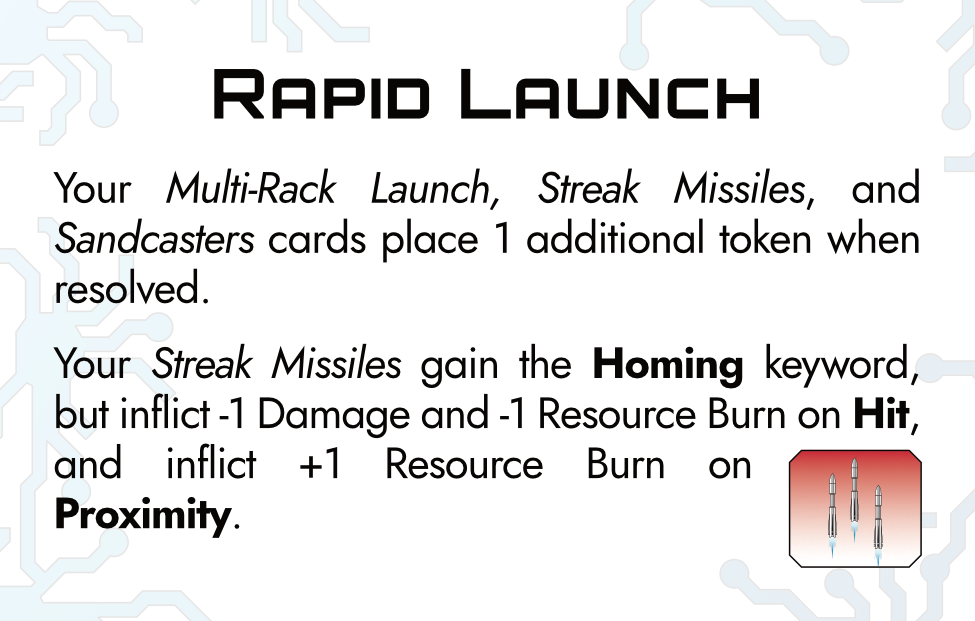 Rapid Launch
Your Multi-Rack Launch, Streak Missiles, and
Sandcasters cards place 1 additional token when
resolved.
Your Streak Missiles gain the Homing keyword,
but inflict -1 Damage and -1 Resource Burn on Hit,
and inflict +1 Resource Burn on
Proximity.